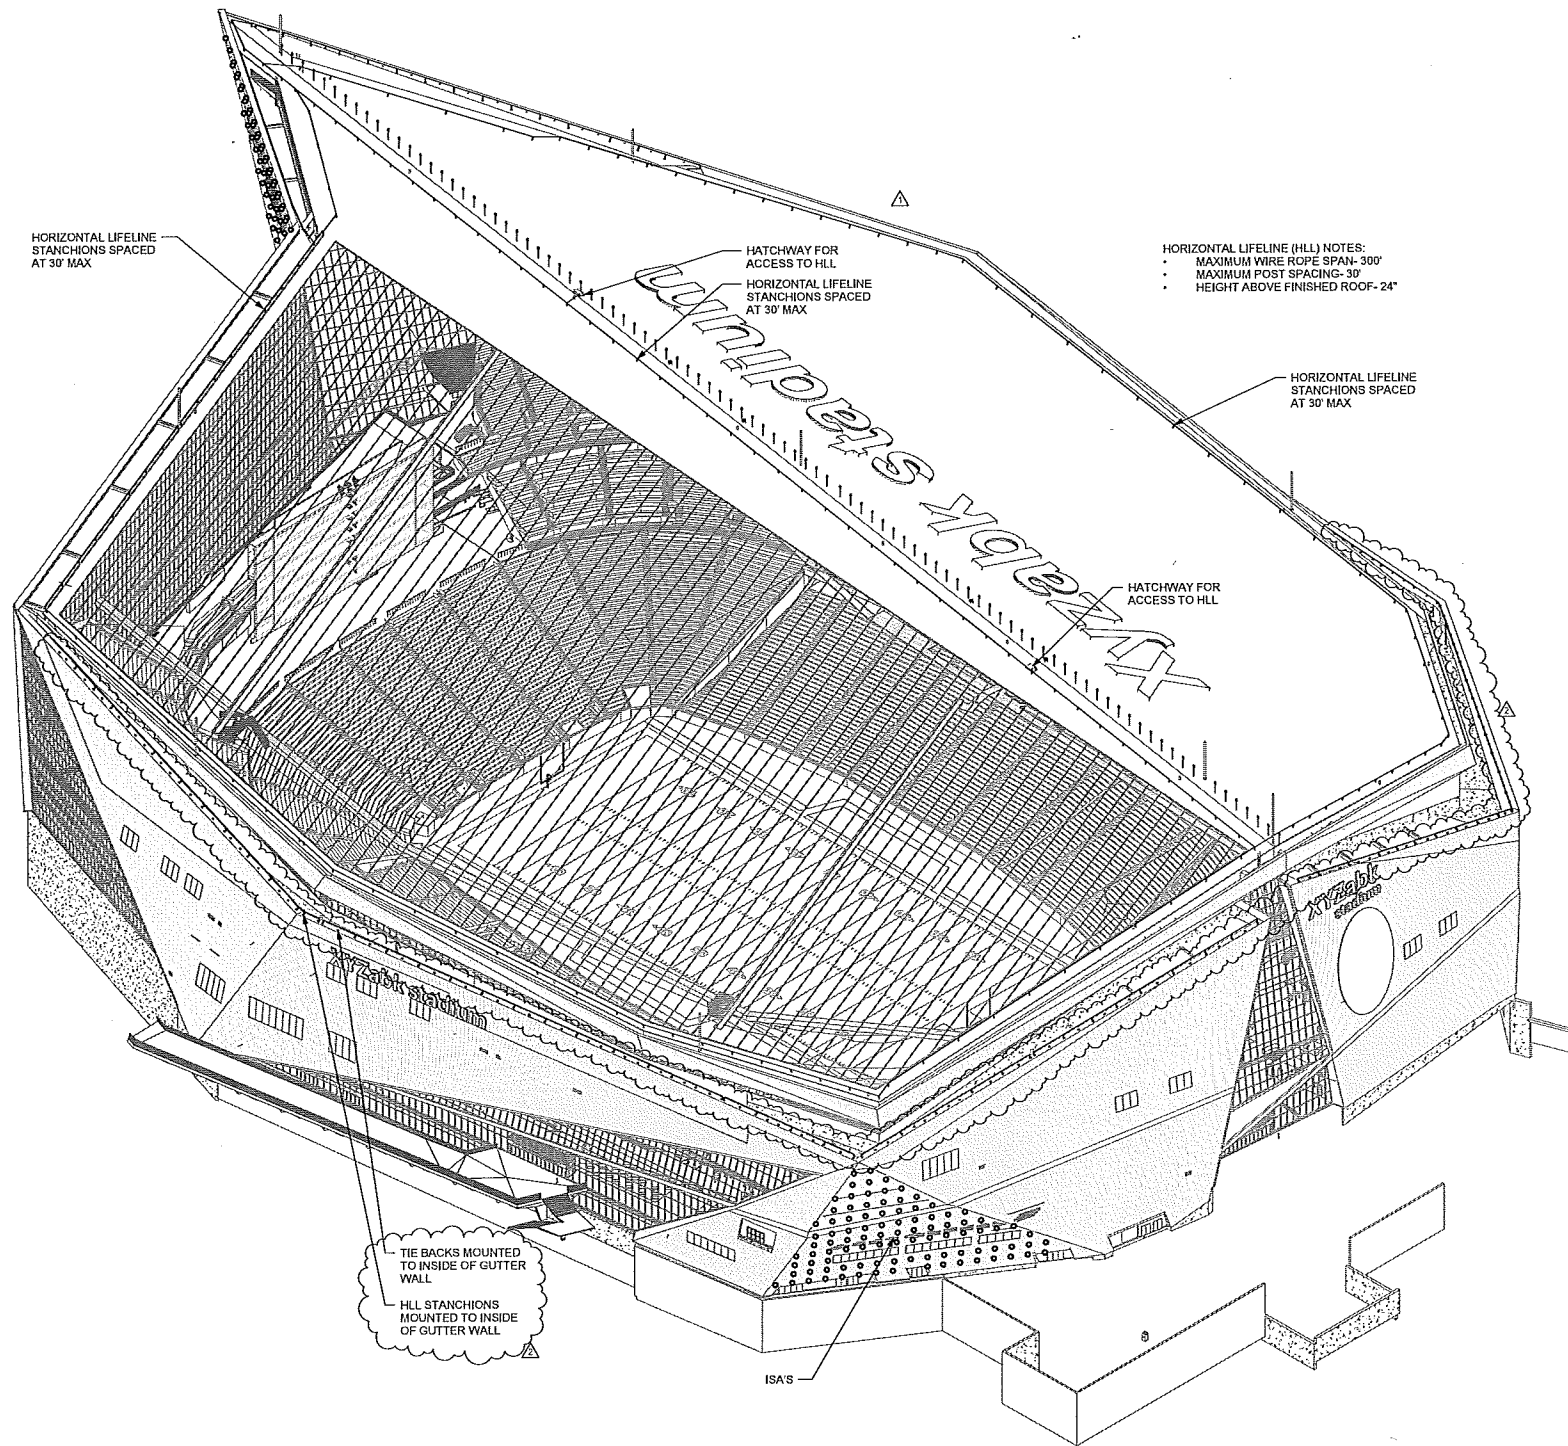 HORIZONTAL LIFELINE
STANCHIONS SPACED
AT 30' MAX
HATCHWAY FOR
ACCESS TO HLL
HORIZONTAL LIFELINE
STANCHIONS SPACED
AT 30' MAX
1
HORIZONTAL LIFELINE (HLL) NOTES:
• MAXIMUM WIRE ROPE SPAN- 300'
• MAXIMUM POST SPACING- 30'
• HEIGHT ABOVE FINISHED ROOF- 24"
HORIZONTAL LIFELINE
STANCHIONS SPACED
AT 30' MAX
xyzabk stadium
HATCHWAY FOR
ACCESS TO HLL
2
XYZabk
stadium
XYZabk stadium
TIE BACKS MOUNTED
TO INSIDE OF GUTTER
WALL
HLL STANCHIONS
MOUNTED TO INSIDE
OF GUTTER WALL
2
ISA'S